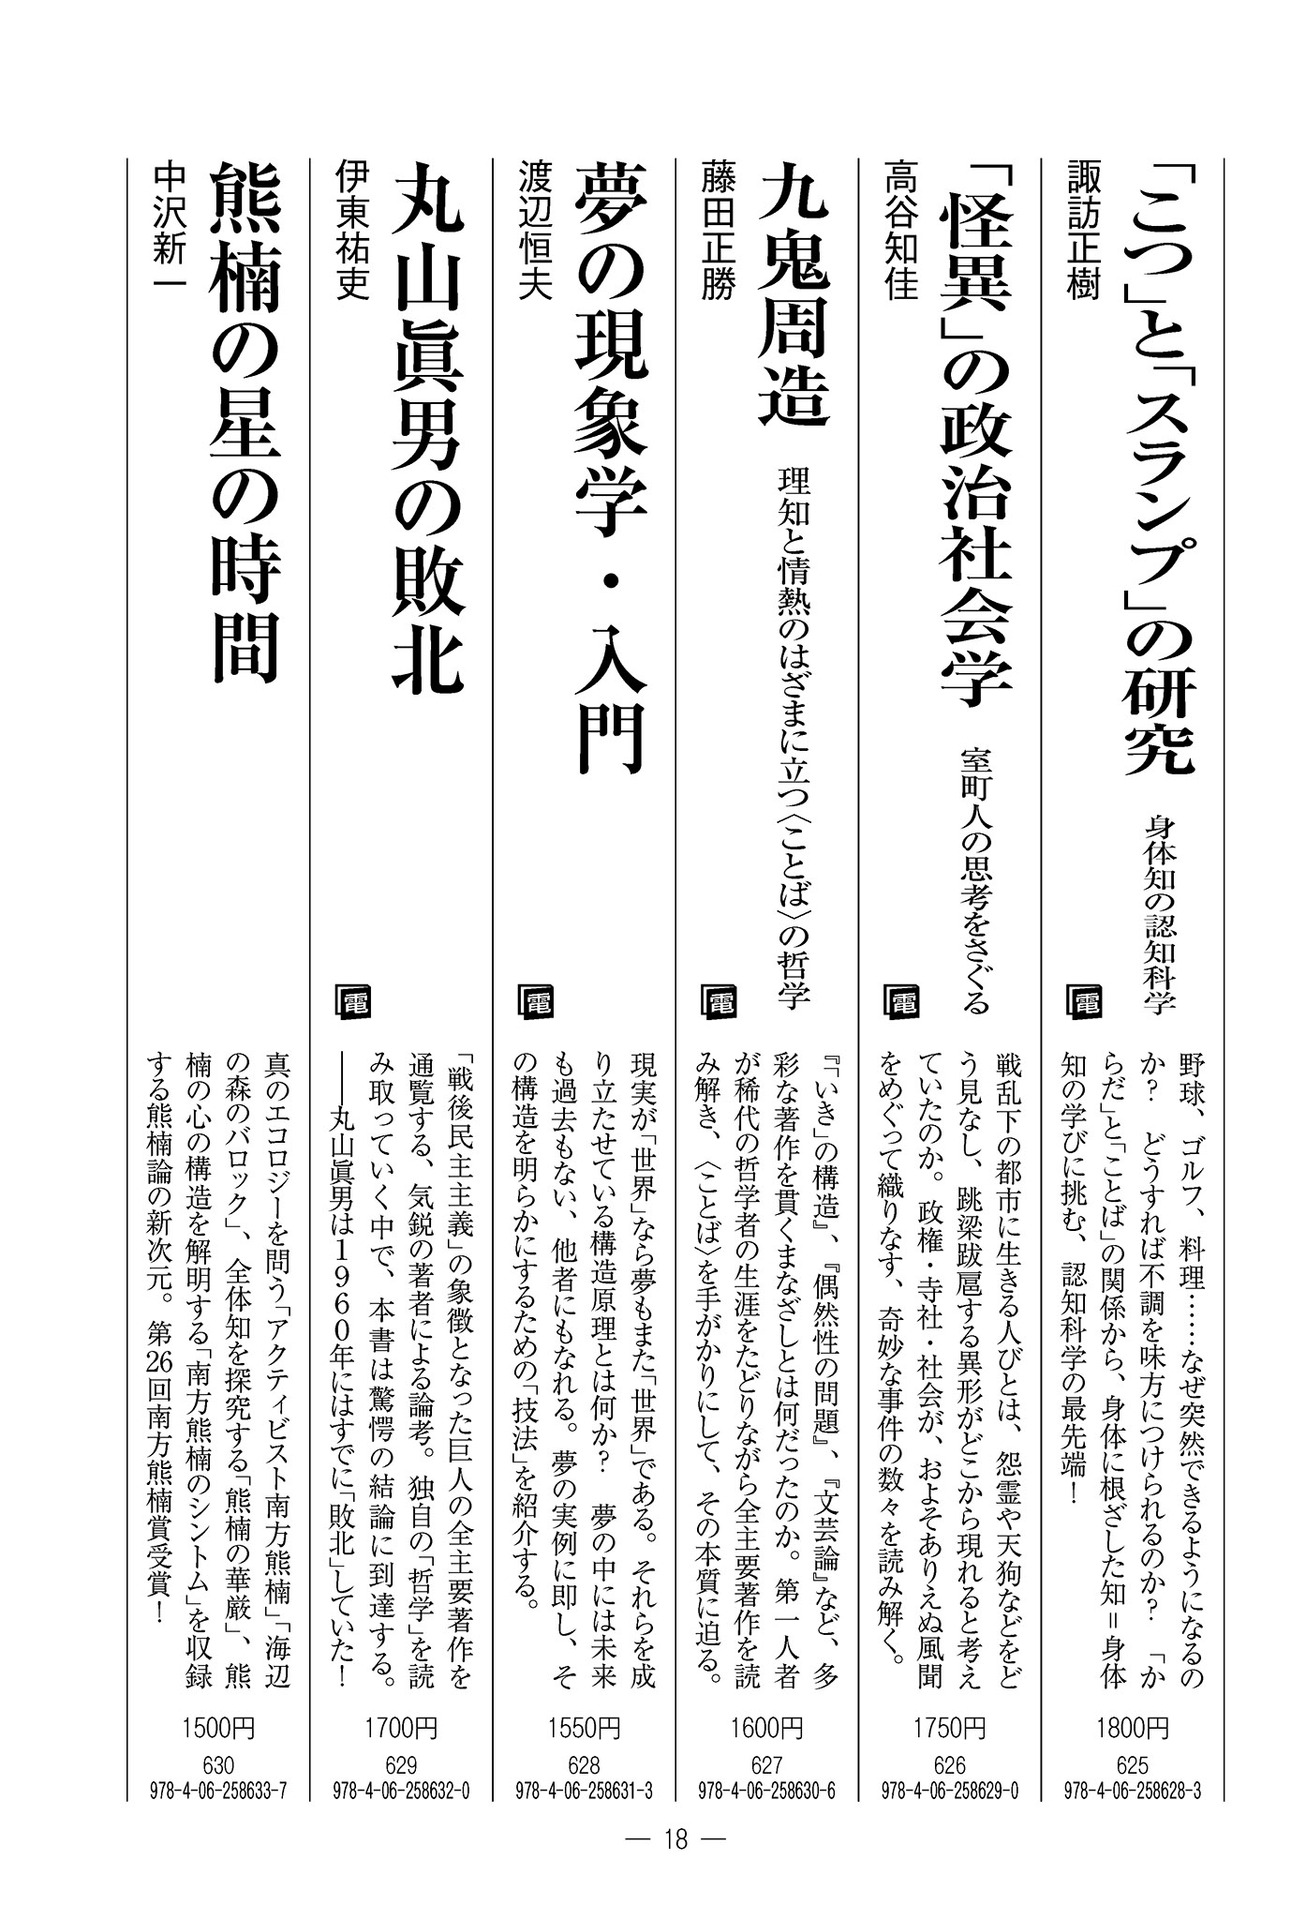 「こつ」と「スランプ」の研究
身体知の認知科学
諏訪正樹
電
野球、ゴルフ、料理……なぜ突然できるようになるの
か？　どうすれば不調を味方につけられるのか？　「か
らだ」と「ことば」の関係から、身体に根ざした知＝身体
知の学びに挑む、認知科学の最先端！
1800円
625
978-4-06-258628-3
「怪異」の政治社会学
室町人の思考をさぐる
高谷知佳
電
戦乱下の都市に生きる人びとは、怨霊や天狗などをど
う見なし、跳梁跋扈する異形がどこから現れると考え
ていたのか。政権・寺社・社会が、およそありえぬ風聞
をめぐって織りなす、奇妙な事件の数々を読み解く。
1750円
626
978-4-06-258629-0
九鬼周造
理知と情熱のはざまに立つ〈ことば〉の哲学
藤田正勝
電
『「いき」の構造』、『偶然性の問題』、『文芸論』など、多
彩な著作を貫くまなざしとは何だったのか。第一人者
が稀代の哲学者の生涯をたどりながら全主要著作を読
み解き、〈ことば〉を手がかりにして、その本質に迫る。
1600円
627
978-4-06-258630-6
夢の現象学・入門
渡辺恒夫
電
現実が「世界」なら夢もまた「世界」である。それらを成
り立たせている構造原理とは何か？　夢の中には未来
も過去もない、他者にもなれる。夢の実例に即し、そ
の構造を明らかにするための「技法」を紹介する。
1550円
628
978-4-06-258631-3
丸山眞男の敗北
伊東祐吏
電
「戦後民主主義」の象徴となった巨人の全主要著作を
通覧する、気鋭の著者による論考。独自の「哲学」を読
み取っていく中で、本書は驚愕の結論に到達する。
――丸山眞男は1960年にはすでに「敗北」していた！
1700円
629
978-4-06-258632-0
熊楠の星の時間
中沢新一
真のエコロジーを問う「アクティビスト南方熊楠」「海辺
の森のバロック」、全体知を探究する「熊楠の華厳」、熊
楠の心の構造を解明する「南方熊楠のシントム」を収録
する熊楠論の新次元。第26回南方熊楠賞受賞！
1500円
630
978-4-06-258633-7
— 18 —